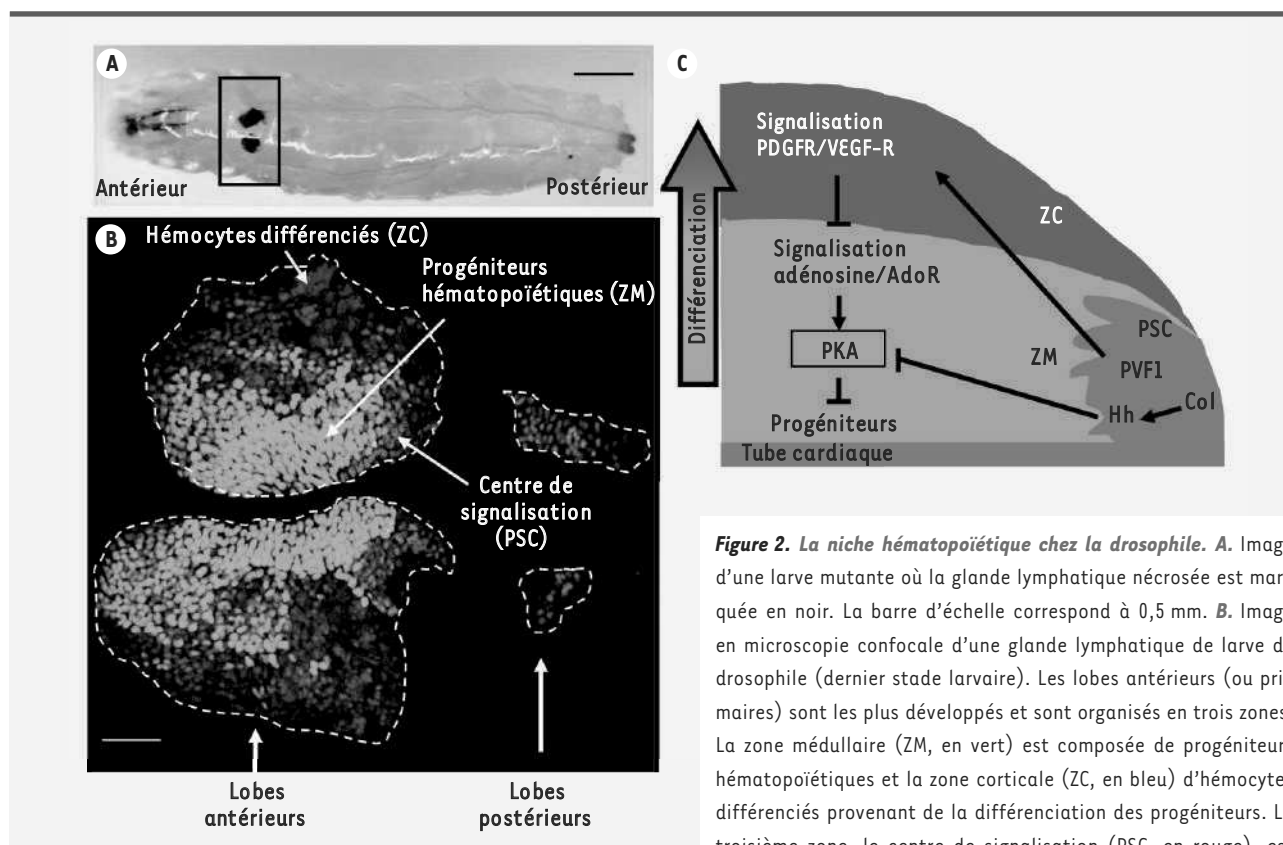 A
Antérieur
Postérieur
B
Hémocytes différenciés (ZC)
Progéniteurs
hématopoïétiques (ZM)
Centre de
signalisation
(PSC)
Lobes
antérieurs
Lobes
postérieurs
C
Différenciation
Signalisation
PDGFR/VEGF-R
ZC
Signalisation
adénosine/AdoR
PKA
ZM
PSC
PVF1
Hh
Col
Progéniteurs
Tube cardiaque
Figure 2. La niche hématopoïétique chez la drosophile. A. Imag
d'une larve mutante où la glande lymphatique nécrosée est mar
quée en noir. La barre d'échelle correspond à 0,5 mm. B. Imag
en microscopie confocale d'une glande lymphatique de larve d
drosophile (dernier stade larvaire). Les lobes antérieurs (ou pri
maires) sont les plus développés et sont organisés en trois zones
La zone médullaire (ZM, en vert) est composée de progéniteur
hématopoïétiques et la zone corticale (ZC, en bleu) d'hémocyte
différenciés provenant de la différenciation des progéniteurs. L